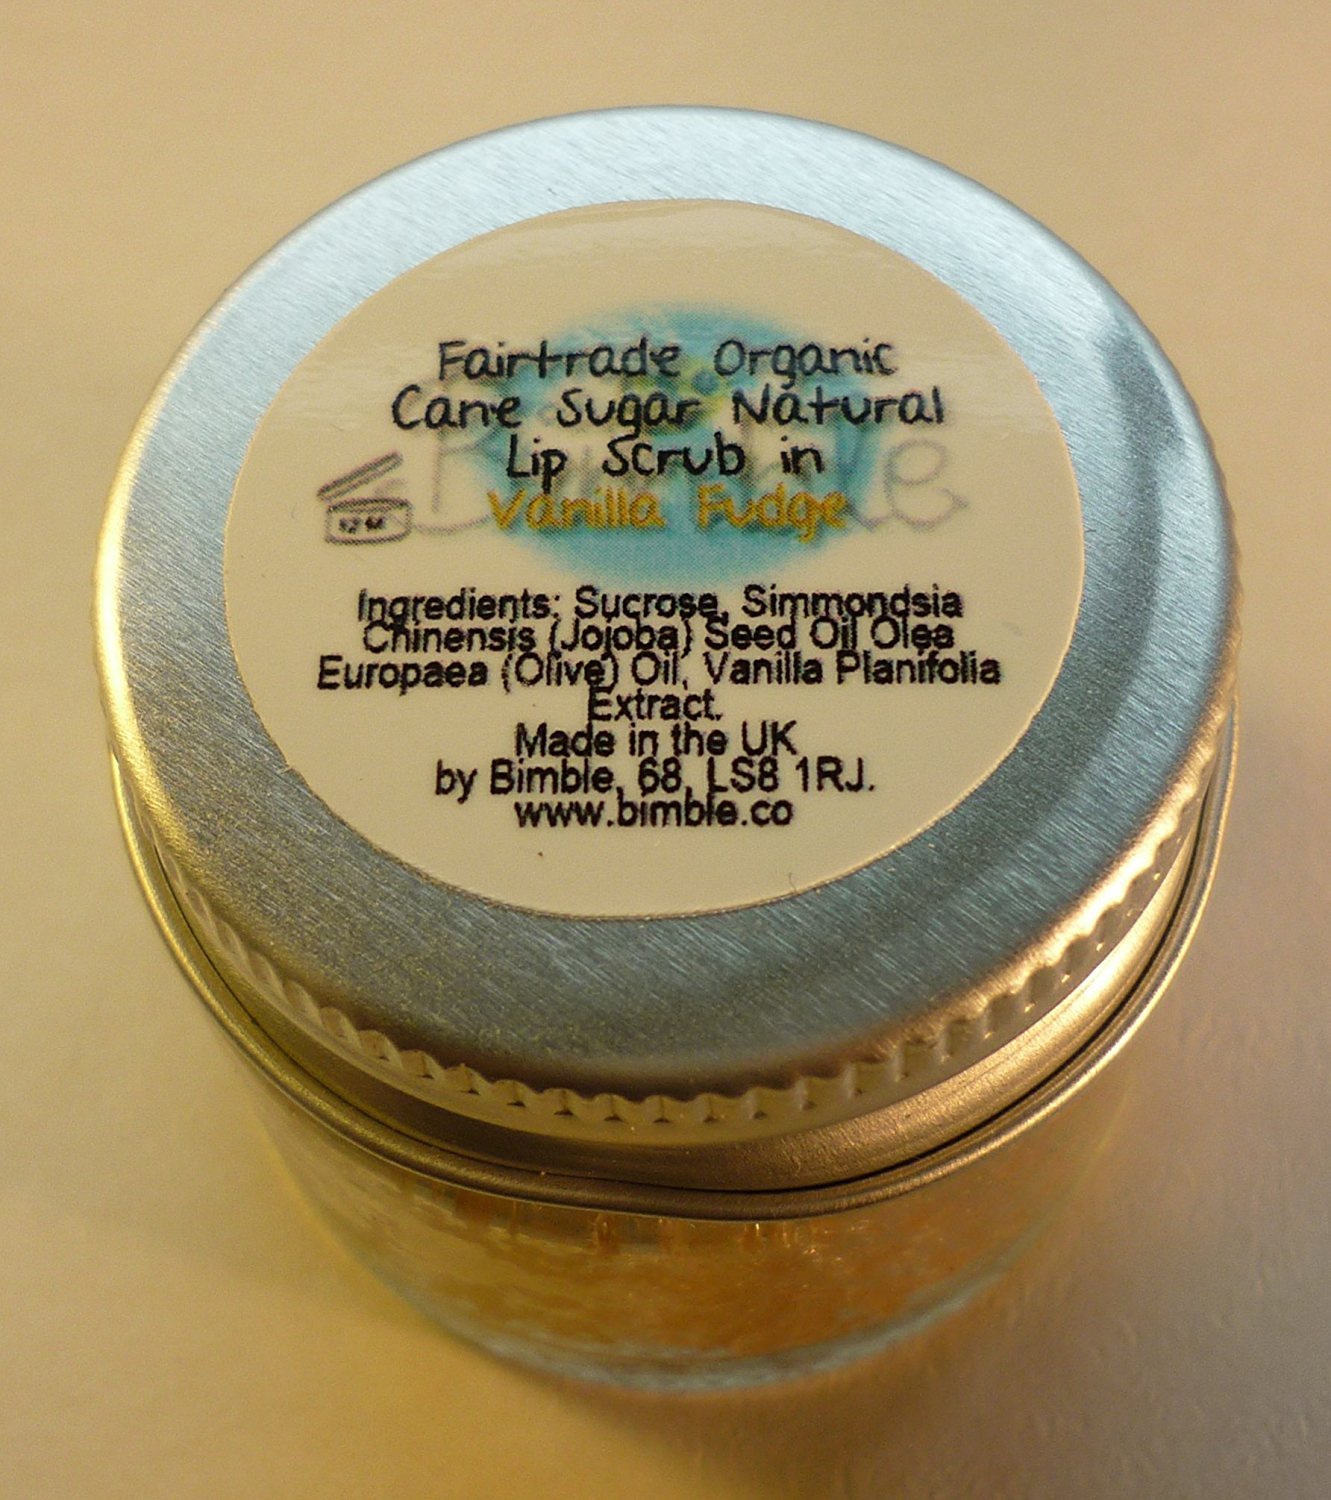 Fairtrade Organic
Cane Sugar Natural
Lip Scrub in
Vanilla Fudge
12 M
Ingredients: Sucrose, Simmondsia
Chinensis (Jojoba) Seed Oil Olea
Europaea (Olive) Oil, Vanilla Planifolia
Extract.
Made in the UK
by Bimble, 68, LS8 1RJ.
www.bimble.co